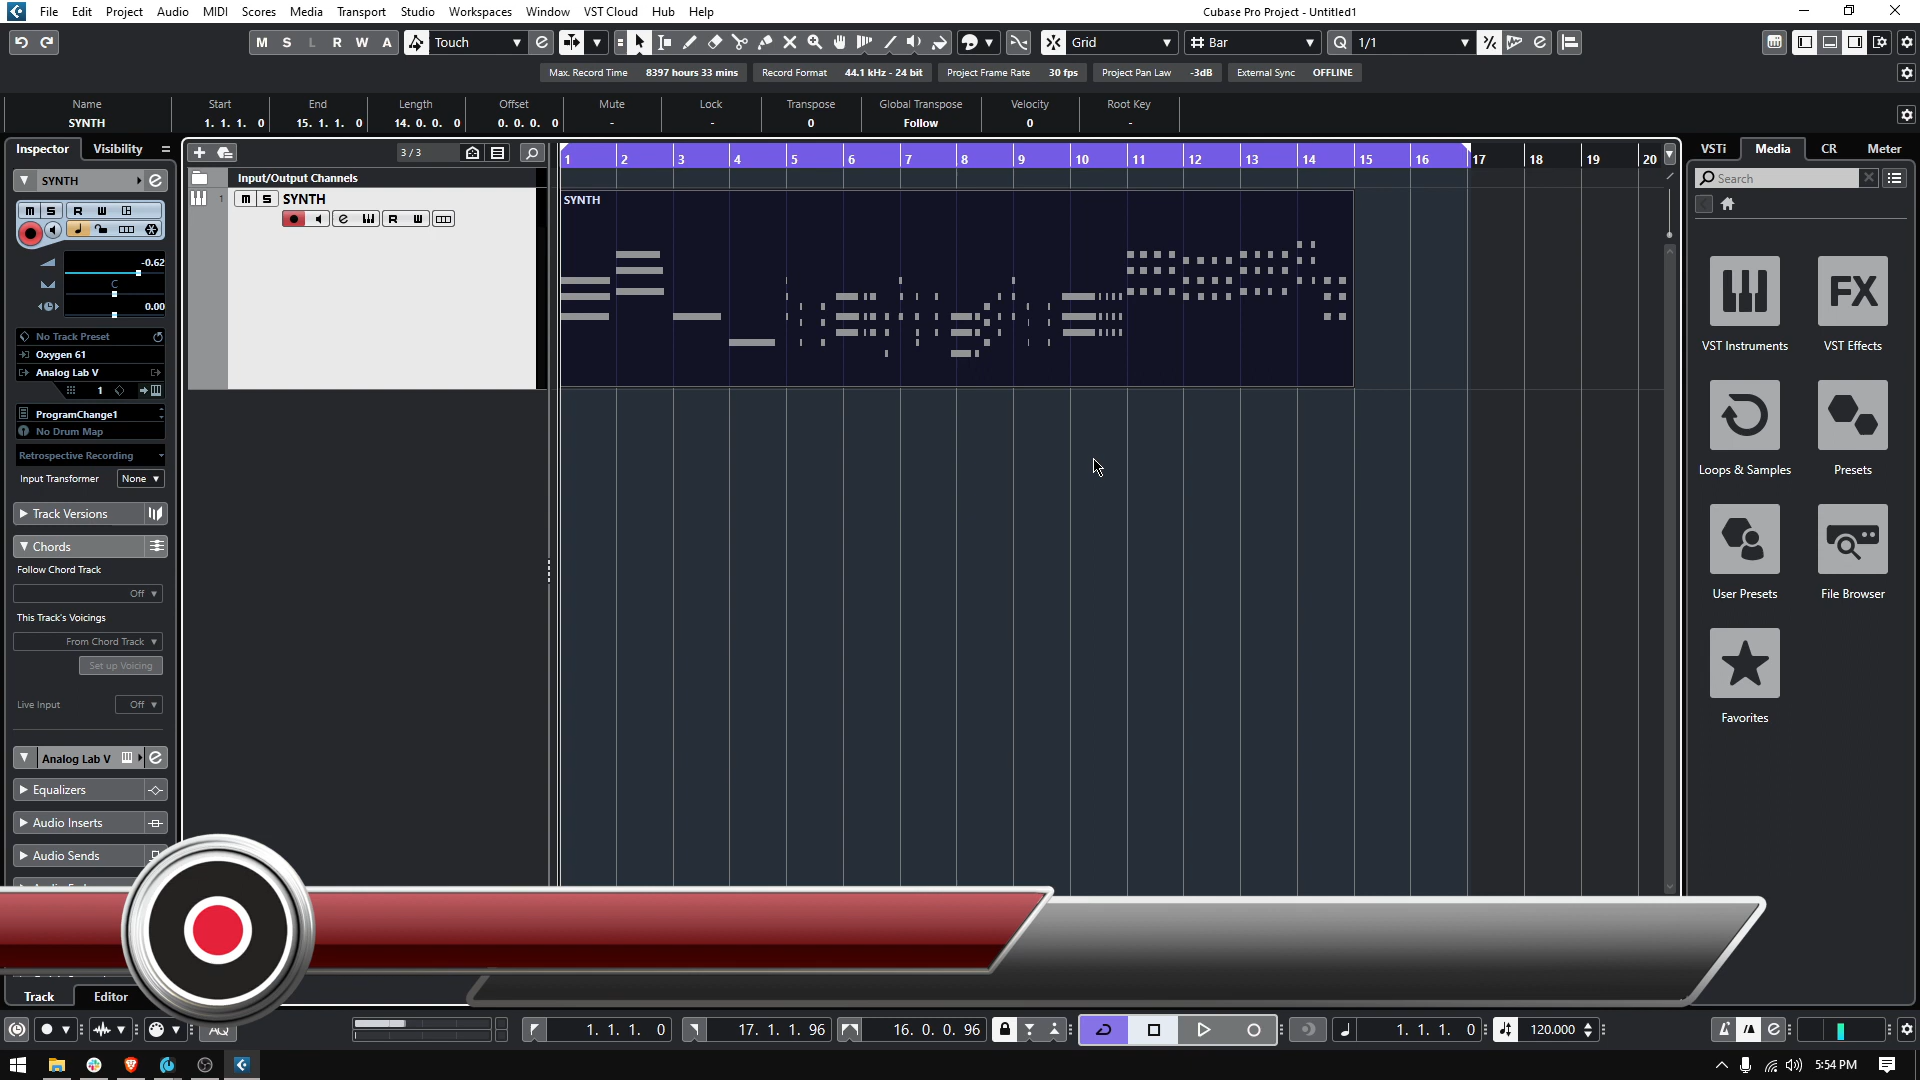 File Edit Project Audio MIDI Scores Media Transport Studio Workspaces Window VST Cloud Hub Help
Cubase Pro Project - Untitled1
M S L R W A Touch Grid Bar Q 1/1
Max. Record Time 8397 hours 33 mins Record Format 44.1 kHz - 24 bit Project Frame Rate 30 fps Project Pan Law -3dB External Sync OFFLINE
Name Start End Length Offset Mute Lock Transpose Global Transpose Velocity Root Key
SYNTH 1. 1. 1. 0 15. 1. 1. 0 14. 0. 0. 0 0. 0. 0. 0 - - 0 Follow 0 -
Inspector Visibility
3 / 3
1 2 3 4 5 6 7 8 9 10 11 12 13 14 15 16 17 18 19 20
VSTi Media CR Meter
SYNTH
Input/Output Channels
Search
1 m S SYNTH
R W
SYNTH
m S R W
-0.62
C
0.00
No Track Preset
Oxygen 61
Analog Lab V
1
ProgramChange1
No Drum Map
Retrospective Recording
Input Transformer None
Track Versions
Chords
Follow Chord Track
Off
This Track's Voicings
From Chord Track
Set up Voicing
Live Input Off
Analog Lab V
Equalizers
Audio Inserts
Audio Sends
VST Instruments VST Effects
FX
Loops & Samples Presets
User Presets File Browser
Favorites
Track Editor
AQ
1. 1. 1. 0 17. 1. 1. 96 16. 0. 0. 96 1. 1. 1. 0 120.000
5:54 PM